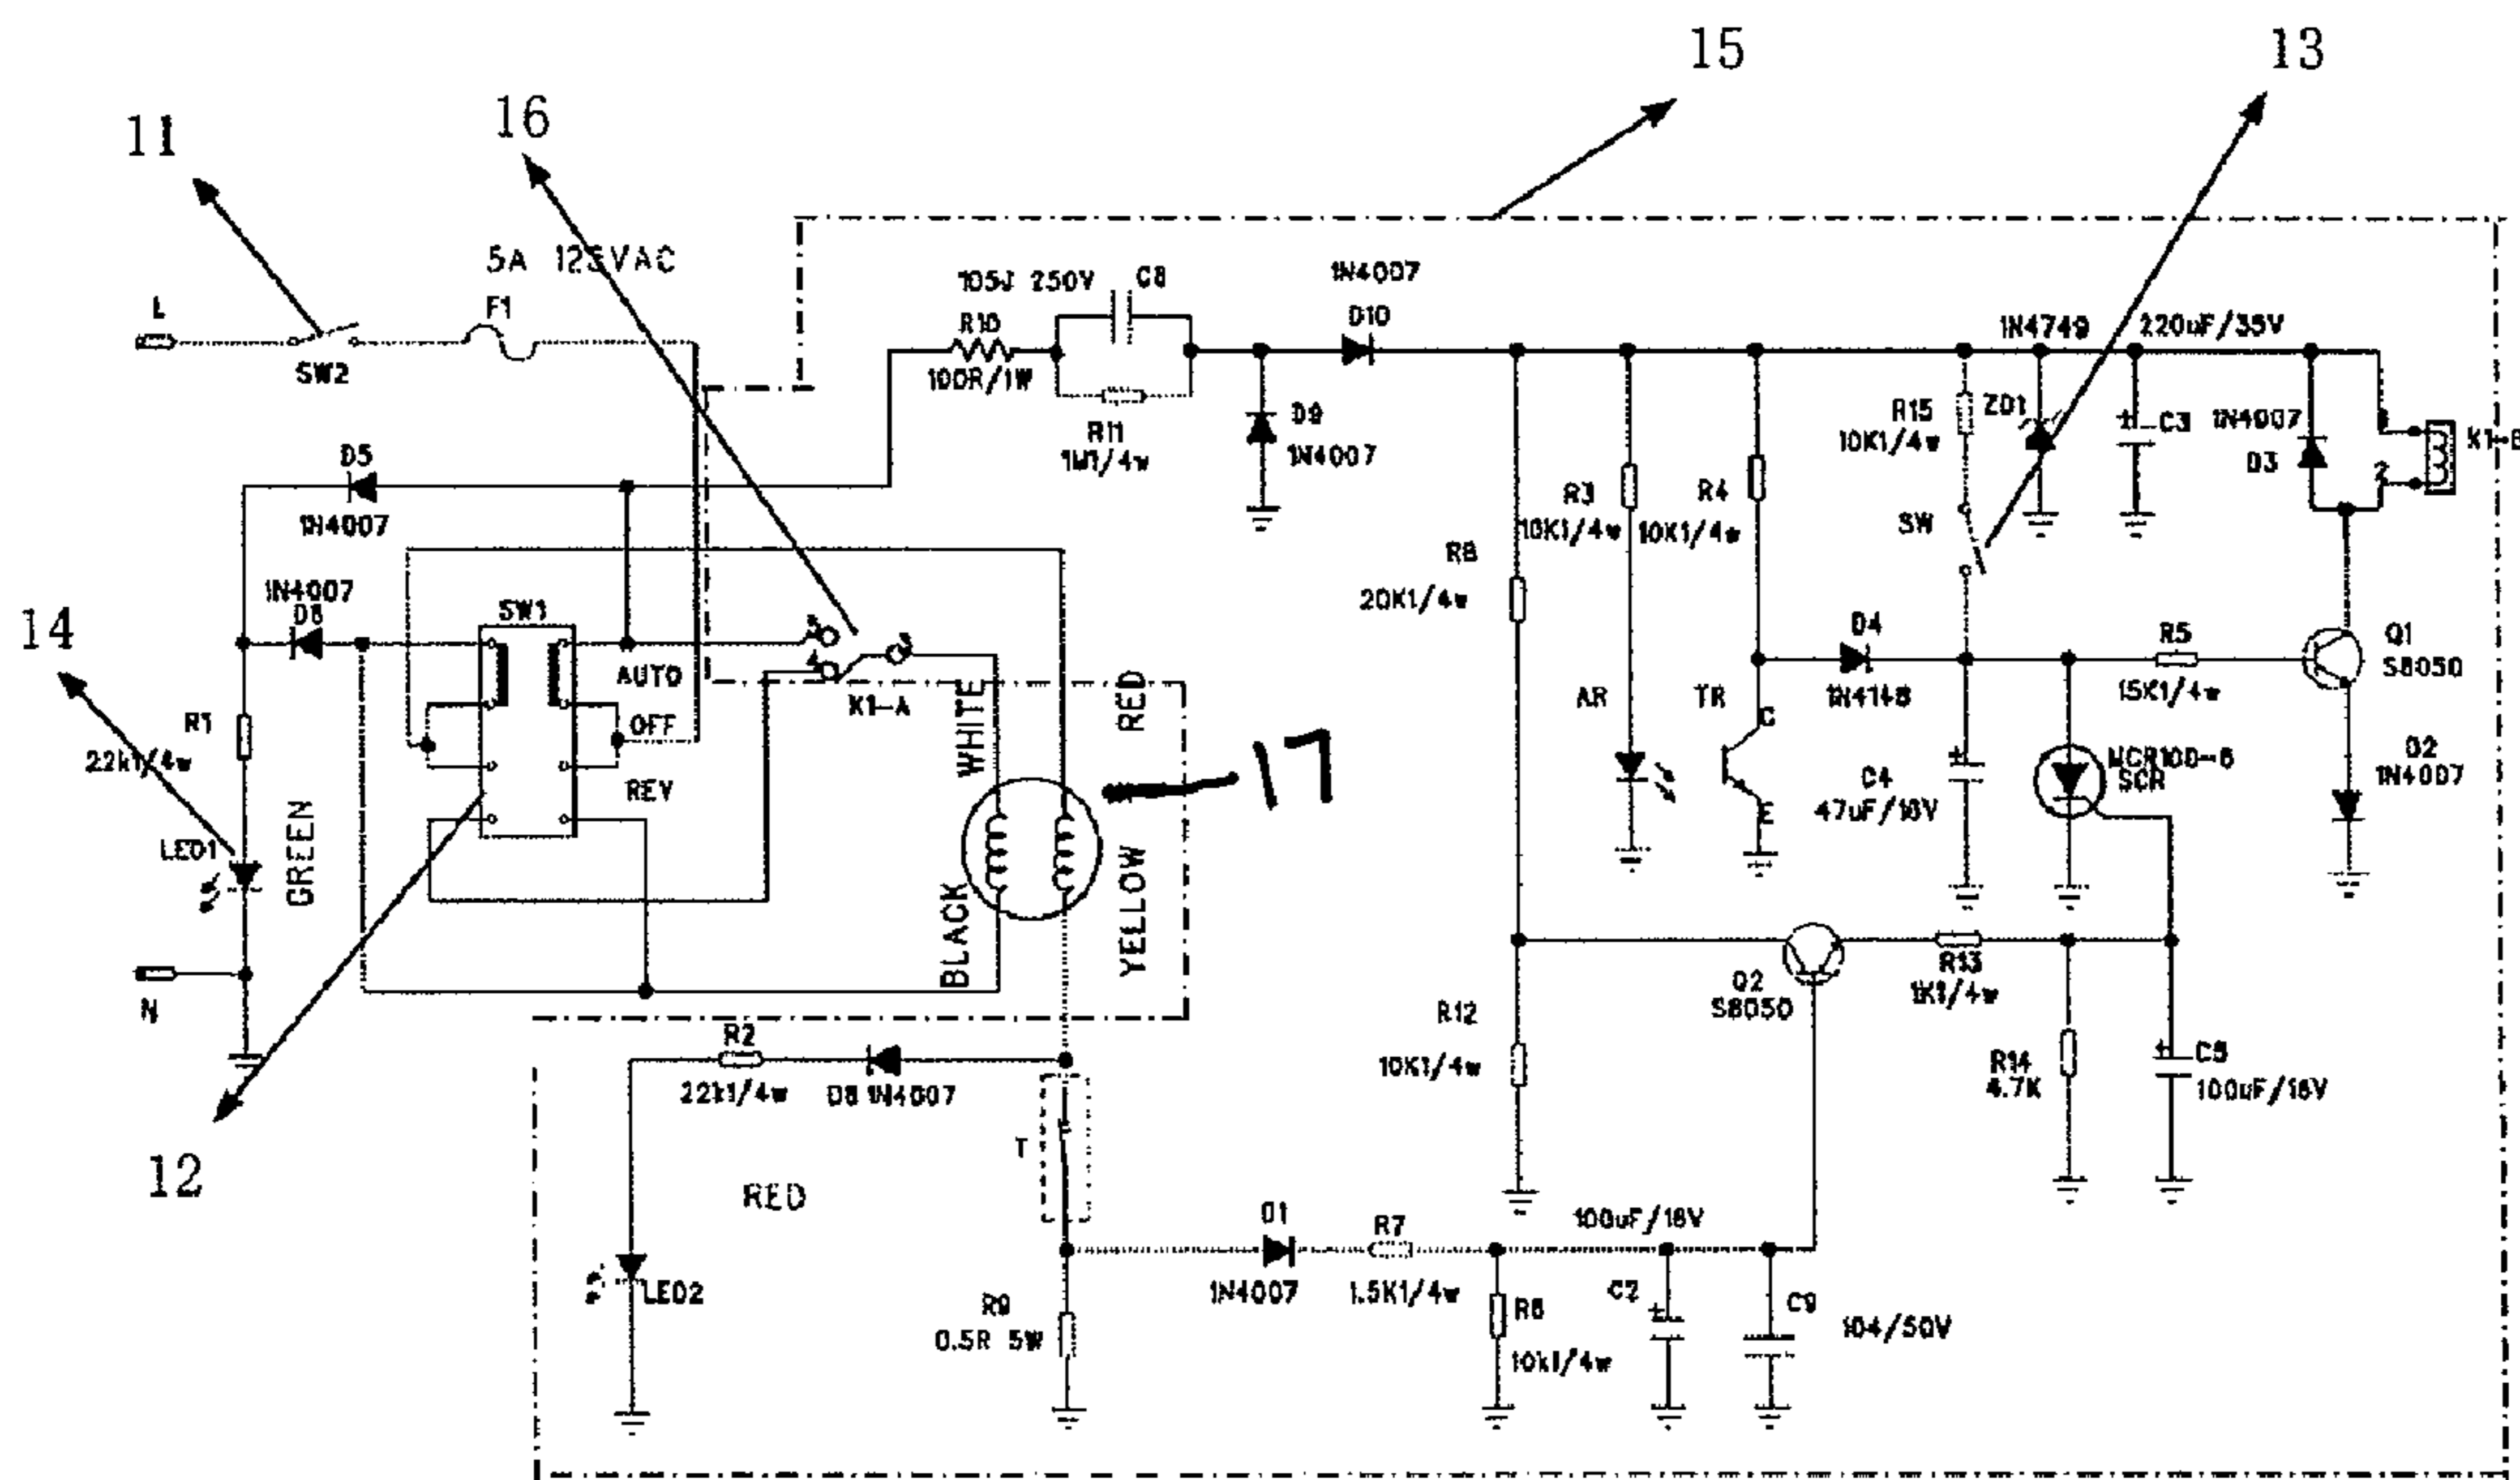 15
13
16
11
5A 125VAC
L
F1
SW2
105J 250V
C8
1N4007
D10
R10
100R/1W
R11
1M1/4w
D9
1N4007
1N4749
220uF/35V
R15
10K1/4w
ZD1
C3
1N4007
D3
2
D5
1N4007
R3
10K1/4w
R4
10K1/4w
SW
R8
20K1/4w
1N4007
SW1
14
AUTO
4
K1-A
OFF
REV
WHITE
RED
17
R1
22k1/4w
LED1
GREEN
BLACK
YELLOW
N
12
AR
TR
C
E
D4
1N4148
R5
15K1/4w
Q1
S8050
C4
47uF/16V
MCR100-6
SCR
D2
1N4007
Q2
S8050
R13
1K1/4w
R12
10K1/4w
R14
4.7K
100uF/16V
R2
22k1/4w
D8 1N4007
T
RED
LED2
R9
0.5R 5W
D1
1N4007
R7
1.5K1/4w
100uF/16V
R6
10k1/4w
C2
C9
104/50V